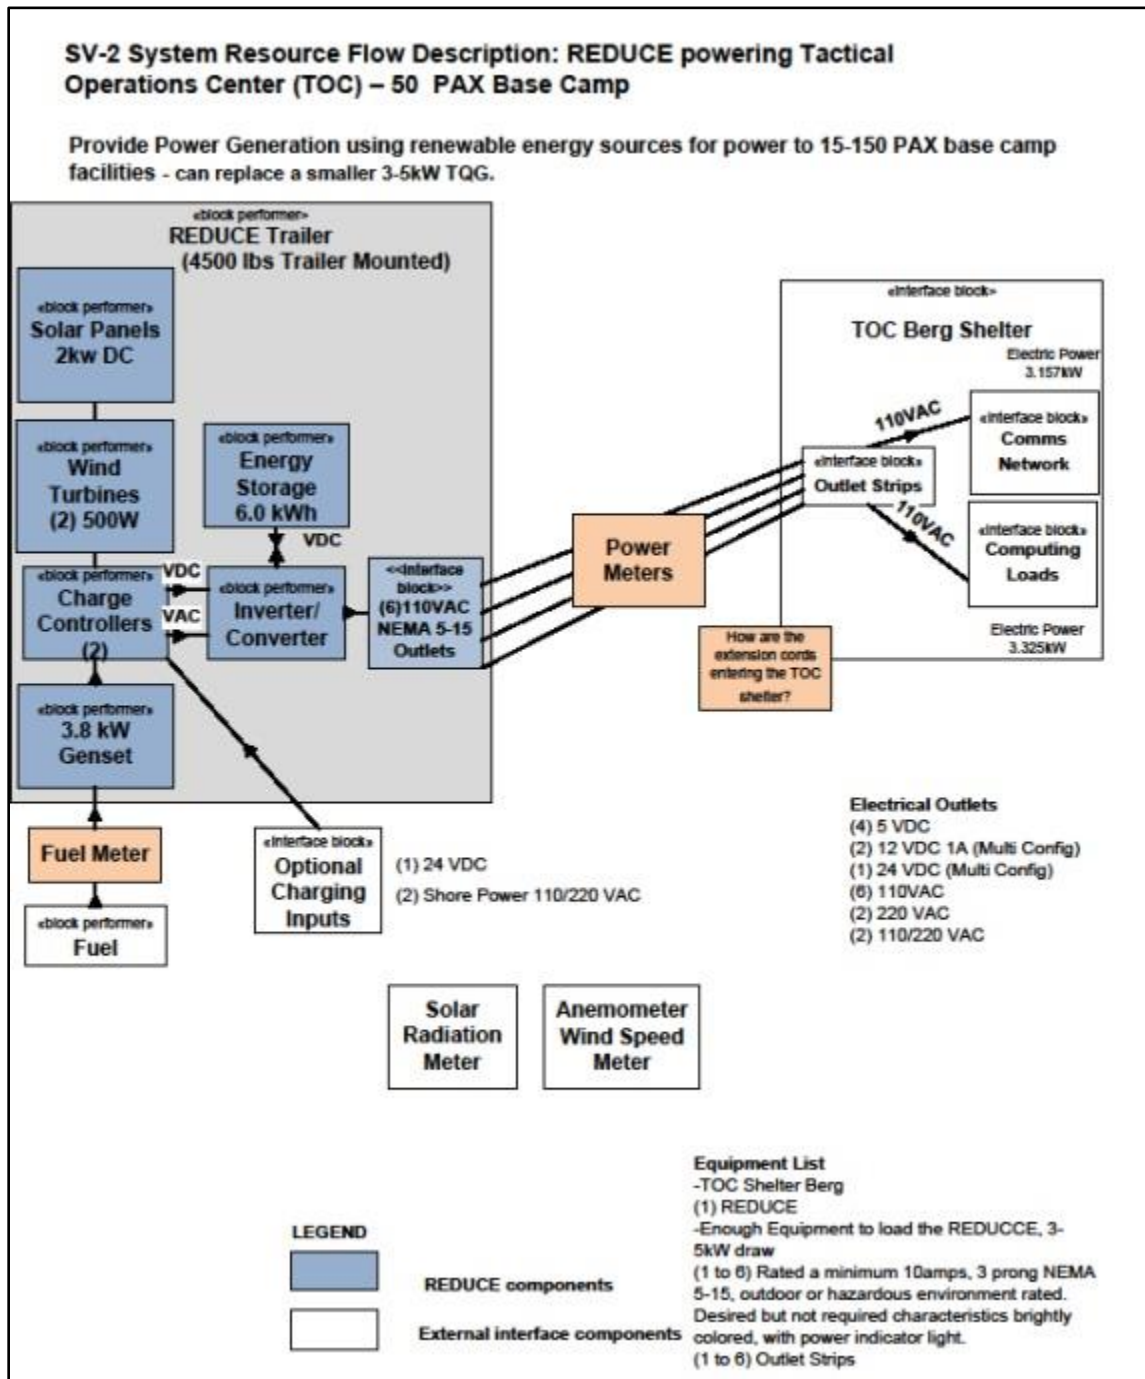 SV-2 System Resource Flow Description: REDUCE powering Tactical
Operations Center (TOC) – 50 PAX Base Camp
Provide Power Generation using renewable energy sources for power to 15-150 PAX base camp
facilities - can replace a smaller 3-5kW TQG.
«block performer»
REDUCE Trailer
(4500 lbs Trailer Mounted)
«block performer»
Solar Panels
2kw DC
«block performer»
Wind
Turbines
(2) 500W
«block performer»
Energy
Storage
6.0 kWh
VDC
«block performer»
Charge
Controllers
(2)
VDC
VAC
«block performer»
Inverter/
Converter
<<Interface
block>>
(6)110VAC
NEMA 5-15
Outlets
«block performer»
3.8 kW
Genset
Fuel Meter
«block performer»
Fuel
«Interface block»
Optional
Charging
Inputs
(1) 24 VDC
(2) Shore Power 110/220 VAC
Power
Meters
«Interface block»
TOC Berg Shelter
Electric Power
3.157kW
110VAC
«Interface block»
Comms
Network
«Interface block»
Outlet Strips
110VAC
«Interface block»
Computing
Loads
Electric Power
3.325kW
How are the
extension cords
entering the TOC
shelter?
Electrical Outlets
(4) 5 VDC
(2) 12 VDC 1A (Multi Config)
(1) 24 VDC (Multi Config)
(6) 110VAC
(2) 220 VAC
(2) 110/220 VAC
Solar
Radiation
Meter
Anemometer
Wind Speed
Meter
LEGEND
REDUCE components
External interface components
Equipment List
-TOC Shelter Berg
(1) REDUCE
-Enough Equipment to load the REDUCCE, 3-
5kW draw
(1 to 6) Rated a minimum 10amps, 3 prong NEMA
5-15, outdoor or hazardous environment rated.
Desired but not required characteristics brightly
colored, with power indicator light.
(1 to 6) Outlet Strips